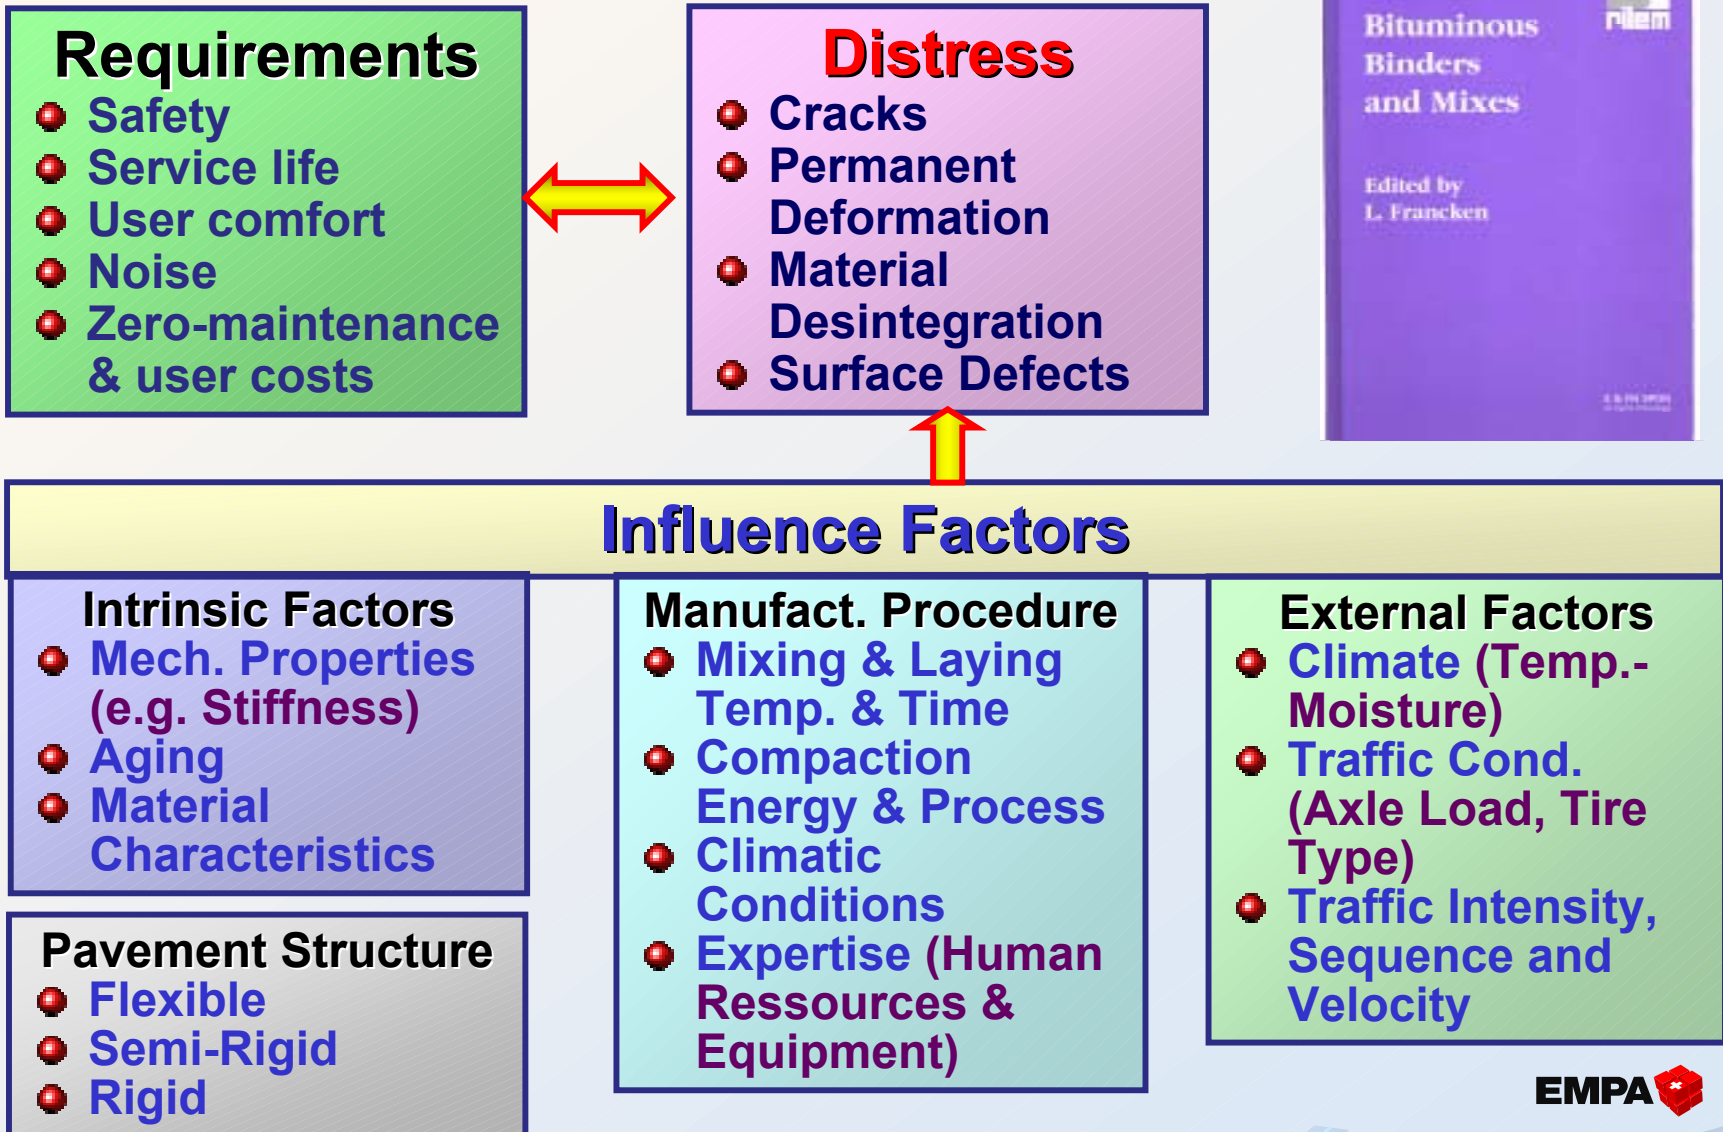 Requirements
Safety
Service life
User comfort
Noise
Zero-maintenance
& user costs
Distress
Cracks
Permanent
Deformation
Material
Desintegration
Surface Defects
rilem
Bituminous
Binders
and Mixes
Edited by
L. Francken
Influence Factors
Intrinsic Factors
Mech. Properties
(e.g. Stiffness)
Aging
Material
Characteristics
Pavement Structure
Flexible
Semi-Rigid
Rigid
Manufact. Procedure
Mixing & Laying
Temp. & Time
Compaction
Energy & Process
Climatic
Conditions
Expertise (Human
Ressources &
Equipment)
External Factors
Climate (Temp.-
Moisture)
Traffic Cond.
(Axle Load, Tire
Type)
Traffic Intensity,
Sequence and
Velocity
EMPA